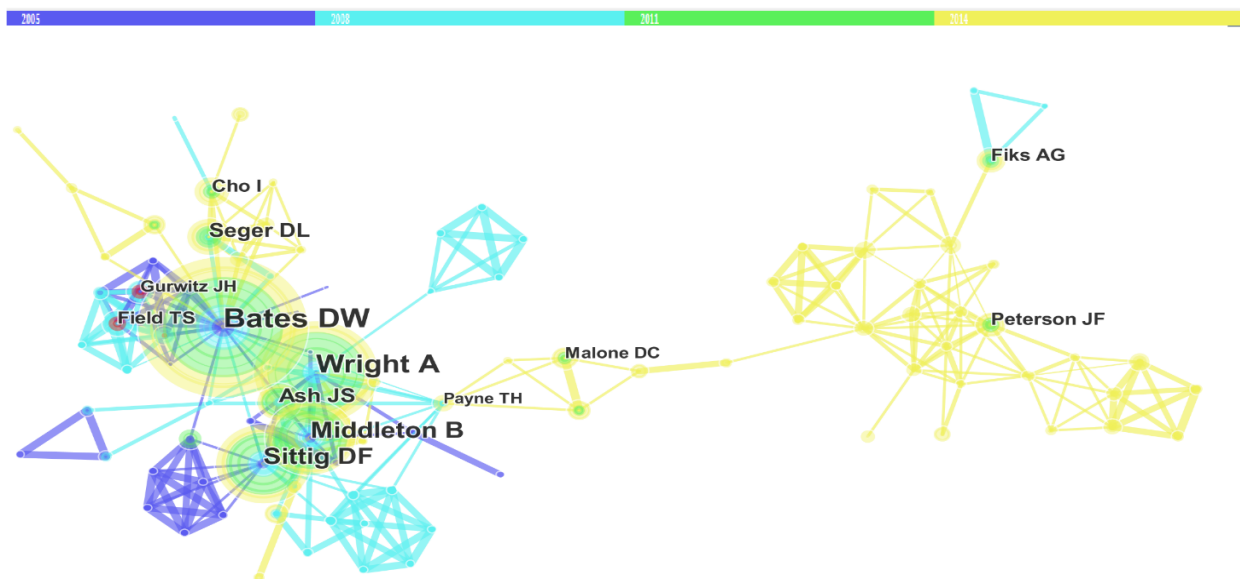 2005 2008 2011 2014
Fiks AG
Cho I
Seger DL
Gurwitz JH
Field TS
Bates DW
Peterson JF
Malone DC
Wright A
Ash JS
Payne TH
Middleton B
Sittig DF